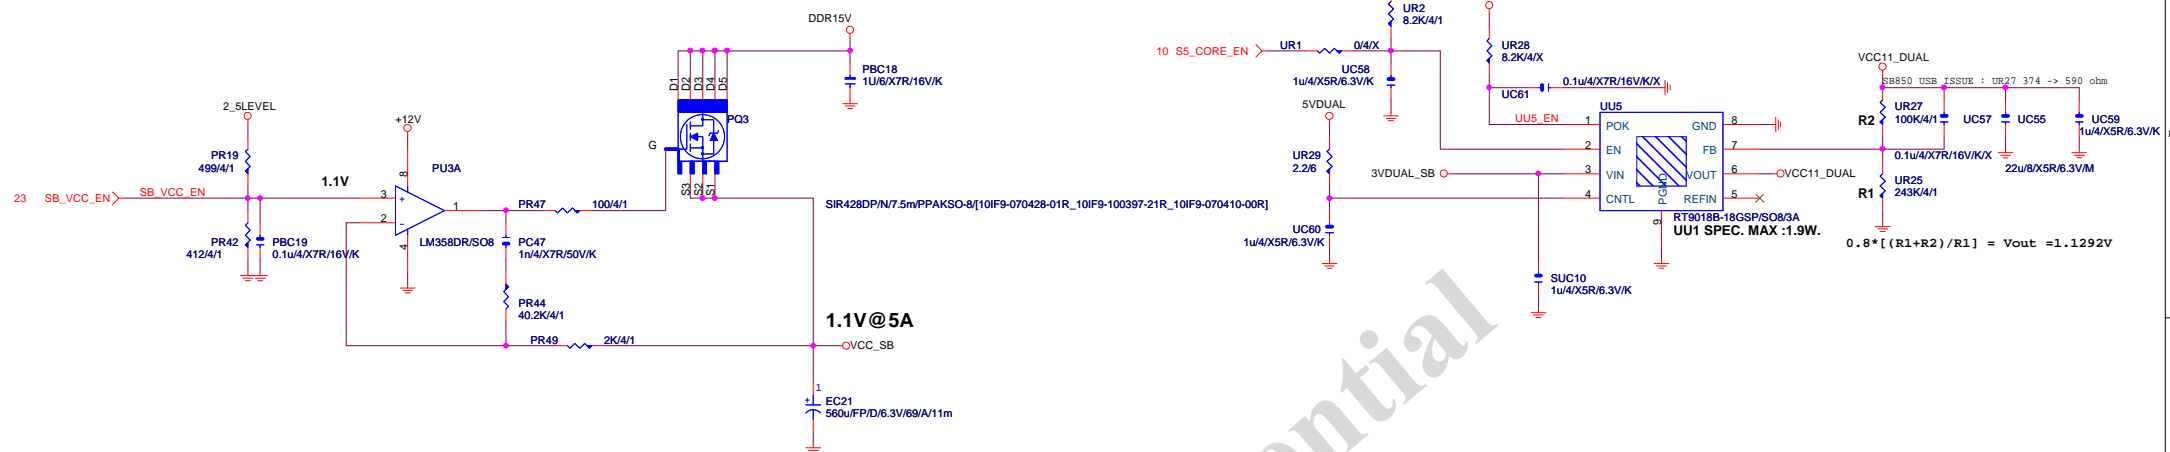 DDR15V
D1
D2
D3
D4
D5
PBC18
1U/6/X7R/16V/K
PQ3
G
S3
S2
S1
SIR428DP/N/7.5m/PPAKSO-8/[10IF9-070428-01R_10IF9-100397-21R_10IF9-070410-00R]
2_5LEVEL
PR19
499/4/1
+12V
PU3A
1.1V
23 SB_VCC_EN
SB_VCC_EN
3
2
8
4
1
+
-
LM358DR/SO8
PR42
412/4/1
PBC19
0.1u/4/X7R/16V/K
PR47
100/4/1
PC47
1n/4/X7R/50V/K
PR44
40.2K/4/1
PR49
2K/4/1
1.1V@5A
VCC_SB
1
+
EC21
560u/FP/D/6.3V/69/A/11m
UR2
8.2K/4/1
10 S5_CORE_EN
UR1
0/4/X
UC58
1u/4/X5R/6.3V/K
UR28
8.2K/4/X
UC61
0.1u/4/X7R/16V/K/X
5VDUAL
UR29
2.2/6
UC60
1u/4/X5R/6.3V/K
3VDUAL_SB
SUC10
1u/4/X5R/6.3V/K
UU5_EN
UU5
1
POK
2
EN
3
VIN
4
CNTL
GND
8
FB
7
VOUT
6
REFIN
5
PGND
9
RT9018B-18GSP/SO8/3A
UU1 SPEC. MAX :1.9W.
VCC11_DUAL
VCC11_DUAL
SB850 USB ISSUE : UR27 374 -> 590 ohm
R2
UR27
100K/4/1
UC57
0.1u/4/X7R/16V/K/X
UC55
22u/8/X5R/6.3V/M
UC59
1u/4/X5R/6.3V/K
R1
UR25
243K/4/1
0.8*[(R1+R2)/R1] = Vout =1.1292V
ential